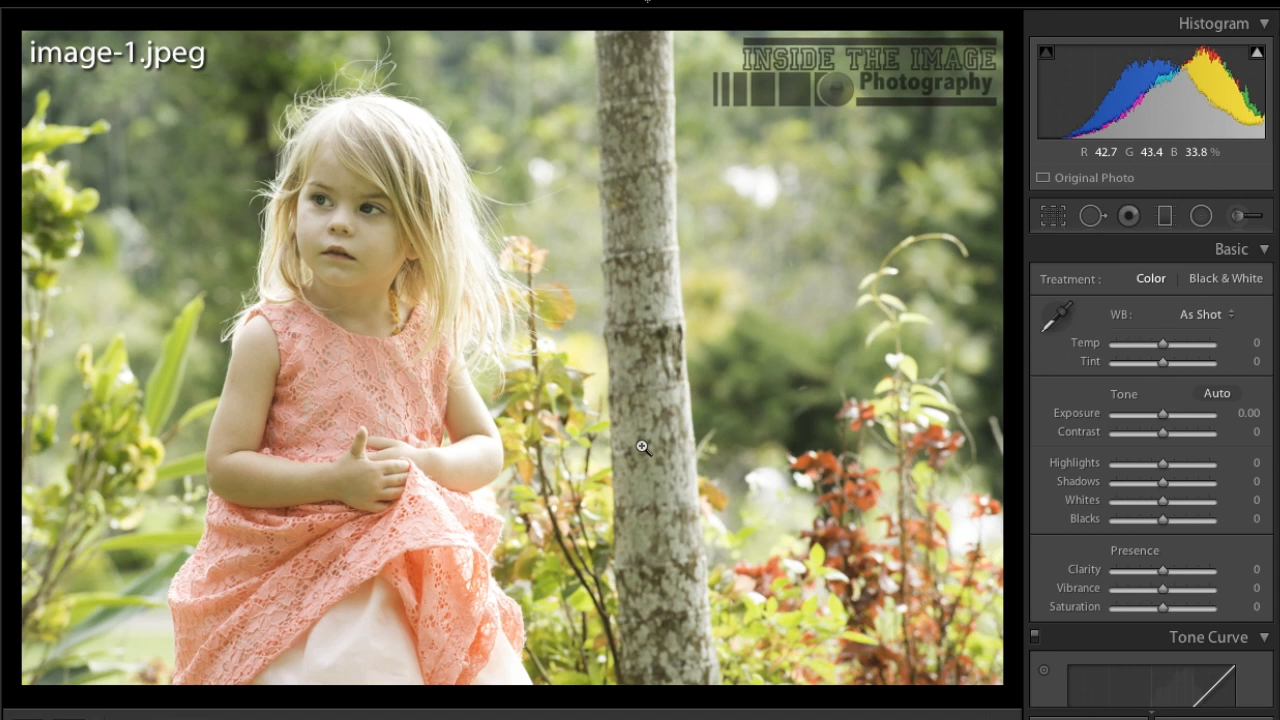 image-1.jpeg
INSIDE THE IMAGE
Photography
Histogram
R 42.7 G 43.4 B 33.8 %
Original Photo
Basic
Treatment : Color Black & White
WB: As Shot
Temp 0
Tint 0
Tone Auto
Exposure 0.00
Contrast 0
Highlights 0
Shadows 0
Whites 0
Blacks 0
Presence
Clarity 0
Vibrance 0
Saturation 0
Tone Curve